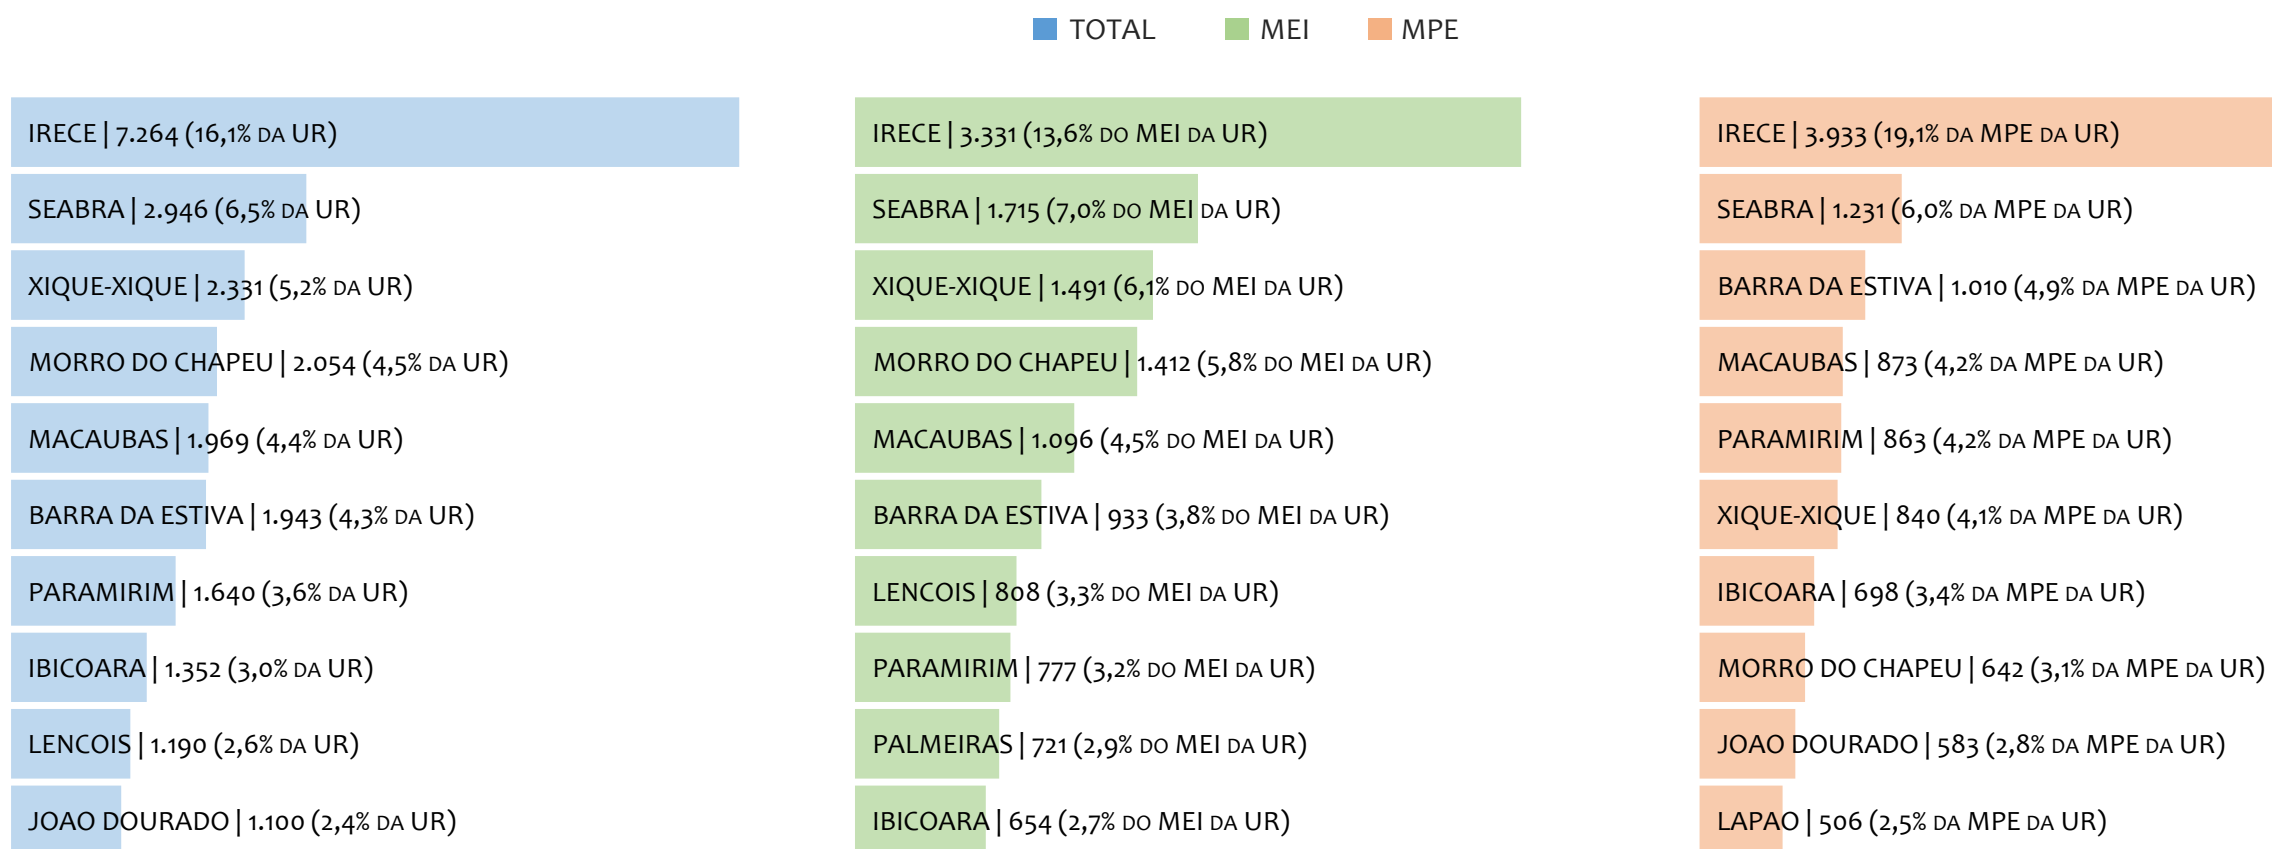 TOTAL MEI MPE
IRECE | 7.264 (16,1% DA UR)
SEABRA | 2.946 (6,5% DA UR)
XIQUE-XIQUE | 2.331 (5,2% DA UR)
MORRO DO CHAPEU | 2.054 (4,5% DA UR)
MACAUBAS | 1.969 (4,4% DA UR)
BARRA DA ESTIVA | 1.943 (4,3% DA UR)
PARAMIRIM | 1.640 (3,6% DA UR)
IBICOARA | 1.352 (3,0% DA UR)
LENCOIS | 1.190 (2,6% DA UR)
JOAO DOURADO | 1.100 (2,4% DA UR)
IRECE | 3.331 (13,6% DO MEI DA UR)
SEABRA | 1.715 (7,0% DO MEI DA UR)
XIQUE-XIQUE | 1.491 (6,1% DO MEI DA UR)
MORRO DO CHAPEU | 1.412 (5,8% DO MEI DA UR)
MACAUBAS | 1.096 (4,5% DO MEI DA UR)
BARRA DA ESTIVA | 933 (3,8% DO MEI DA UR)
LENCOIS | 808 (3,3% DO MEI DA UR)
PARAMIRIM | 777 (3,2% DO MEI DA UR)
PALMEIRAS | 721 (2,9% DO MEI DA UR)
IBICOARA | 654 (2,7% DO MEI DA UR)
IRECE | 3.933 (19,1% DA MPE DA UR)
SEABRA | 1.231 (6,0% DA MPE DA UR)
BARRA DA ESTIVA | 1.010 (4,9% DA MPE DA UR)
MACAUBAS | 873 (4,2% DA MPE DA UR)
PARAMIRIM | 863 (4,2% DA MPE DA UR)
XIQUE-XIQUE | 840 (4,1% DA MPE DA UR)
IBICOARA | 698 (3,4% DA MPE DA UR)
MORRO DO CHAPEU | 642 (3,1% DA MPE DA UR)
JOAO DOURADO | 583 (2,8% DA MPE DA UR)
LAPAO | 506 (2,5% DA MPE DA UR)